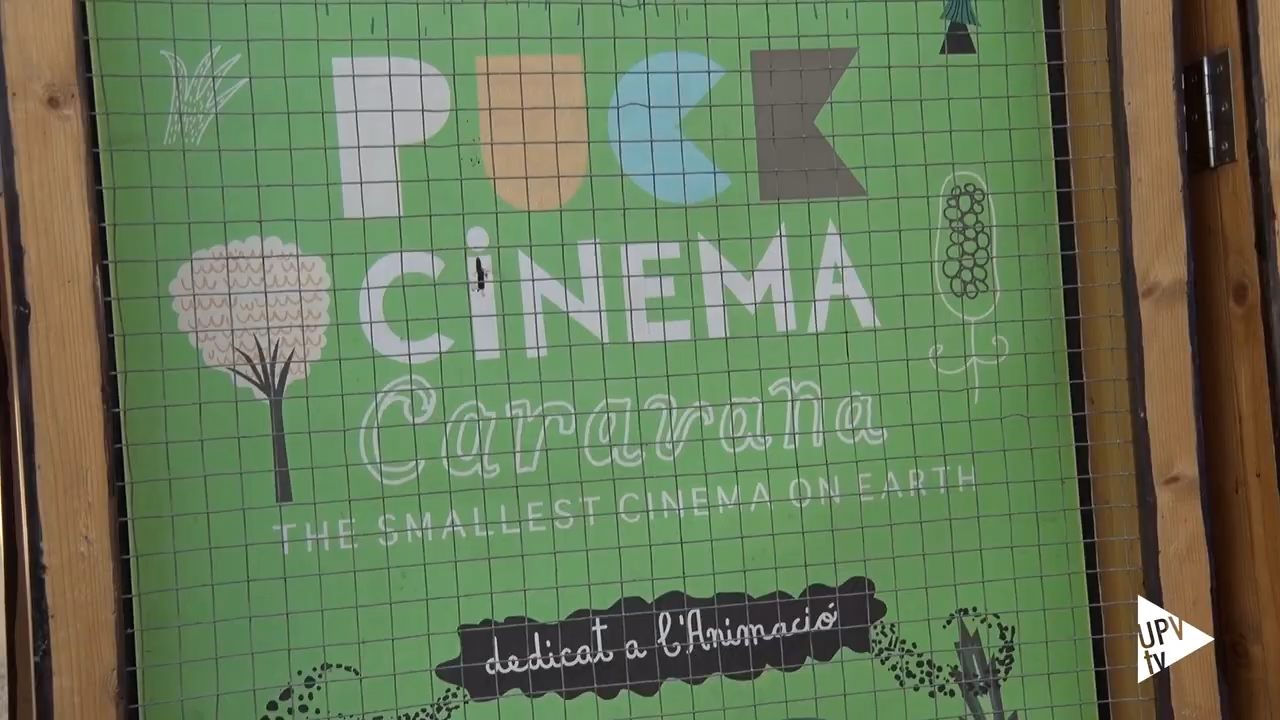 PUCK
CiNEMA
Caravana
THE SMALLEST CINEMA ON EARTH
dedicat a l'Animació
UPV
tv